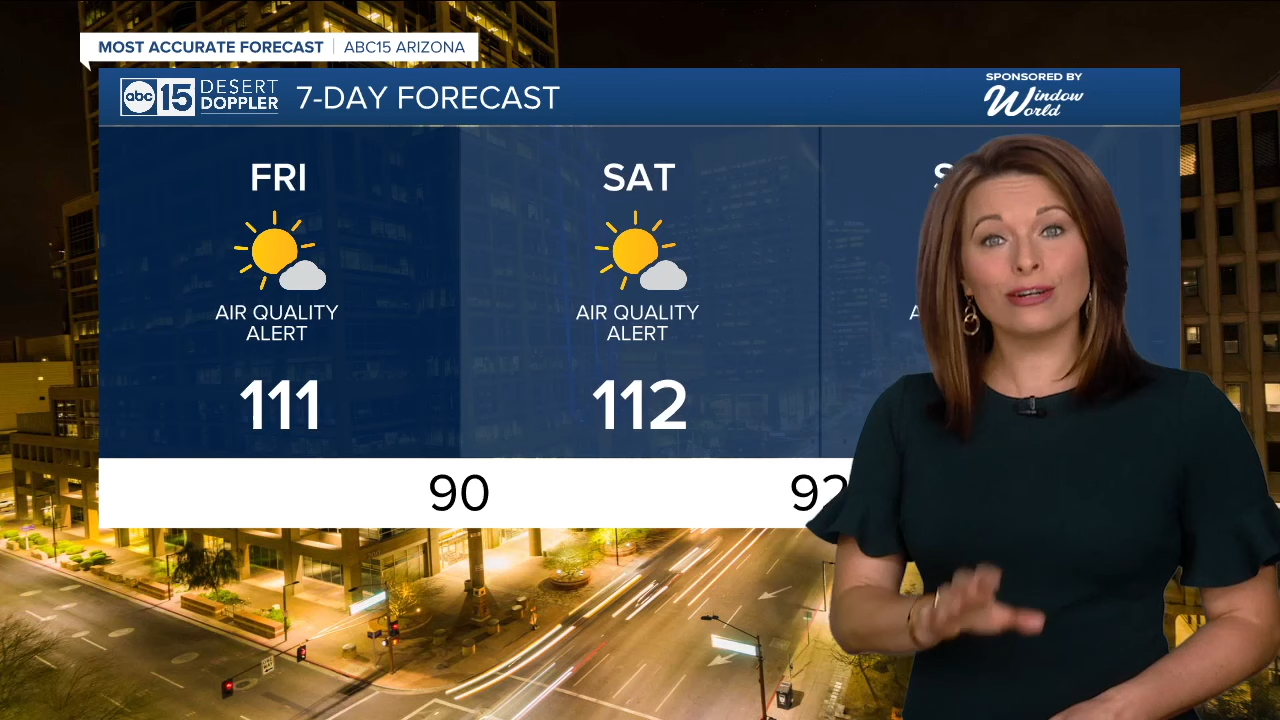 MOST ACCURATE FORECAST | ABC15 ARIZONA
abc 15 DESERT DOPPLER 7-DAY FORECAST
SPONSORED BY
Window World
FRI
SAT
AIR QUALITY
ALERT
AIR QUALITY
ALERT
111
112
90
92